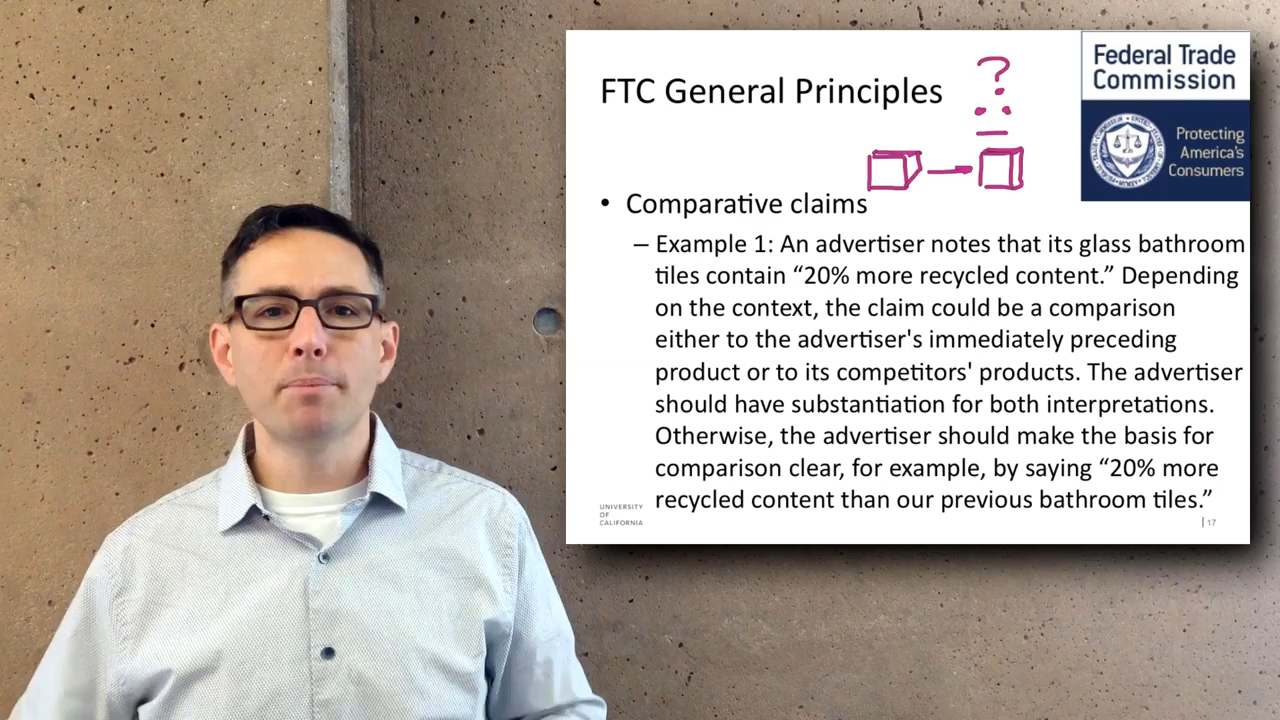 FTC General Principles
?
Federal Trade
Commission
Protecting
America's
Consumers
• Comparative claims
– Example 1: An advertiser notes that its glass bathroom
tiles contain “20% more recycled content.” Depending
on the context, the claim could be a comparison
either to the advertiser's immediately preceding
product or to its competitors' products. The advertiser
should have substantiation for both interpretations.
Otherwise, the advertiser should make the basis for
comparison clear, for example, by saying “20% more
recycled content than our previous bathroom tiles.”
UNIVERSITY
OF
CALIFORNIA
| 17